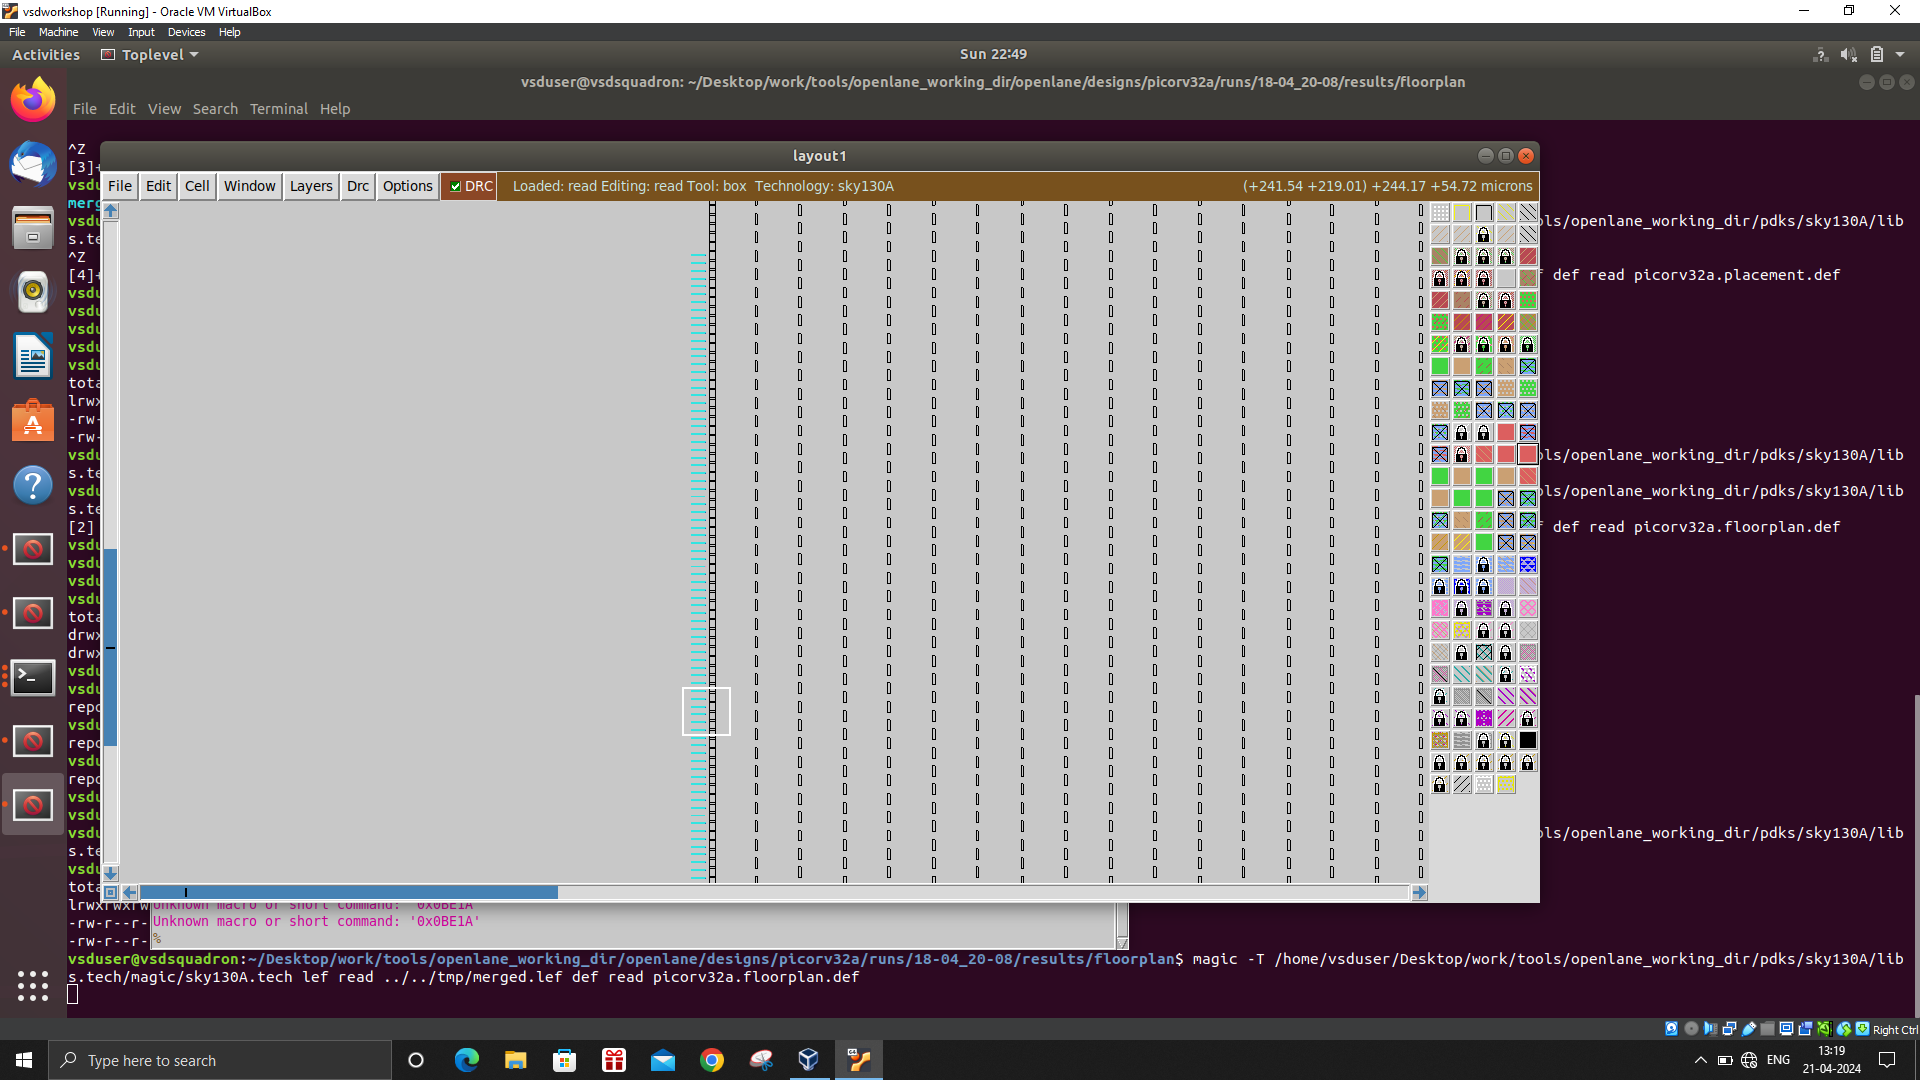 vsdworkshop [Running] - Oracle VM VirtualBox
File Machine View Input Devices Help
Activities Toplevel Sun 22:49
vsduser@vsdsquadron: ~/Desktop/work/tools/openlane_working_dir/openlane/designs/picorv32a/runs/18-04_20-08/results/floorplan
File Edit View Search Terminal Help
^Z
[3]+
layout1
File Edit Cell Window Layers Drc Options DRC Loaded: read Editing: read Tool: box Technology: sky130A (+241.54 +219.01) +244.17 +54.72 microns
vsdu
merg
vsdu ols/openlane_working_dir/pdks/sky130A/lib
s.te
^Z
[4]+ f def read picorv32a.placement.def
vsdu
vsdu
vsdu
vsdu
vsdu
tota
lrwx
-rw-
-rw-
vsdu ols/openlane_working_dir/pdks/sky130A/lib
s.te
vsdu ols/openlane_working_dir/pdks/sky130A/lib
s.te
[2] f def read picorv32a.floorplan.def
vsdu
vsdu
vsdu
vsdu
tota
drwx
drwx
vsdu
vsdu
repo
vsdu
repo
vsdu
repo
vsdu
vsdu
vsdu ols/openlane_working_dir/pdks/sky130A/lib
s.te
vsdu
tota
lrwxrwxrw Unknown macro or short command: '0x0BE1A'
-rw-r--r-- Unknown macro or short command: '0x0BE1A'
-rw-r--r-- %
vsduser@vsdsquadron:~/Desktop/work/tools/openlane_working_dir/openlane/designs/picorv32a/runs/18-04_20-08/results/floorplan$ magic -T /home/vsduser/Desktop/work/tools/openlane_working_dir/pdks/sky130A/lib
s.tech/magic/sky130A.tech lef read ../../tmp/merged.lef def read picorv32a.floorplan.def
Right Ctrl
Type here to search
ENG
13:19
21-04-2024